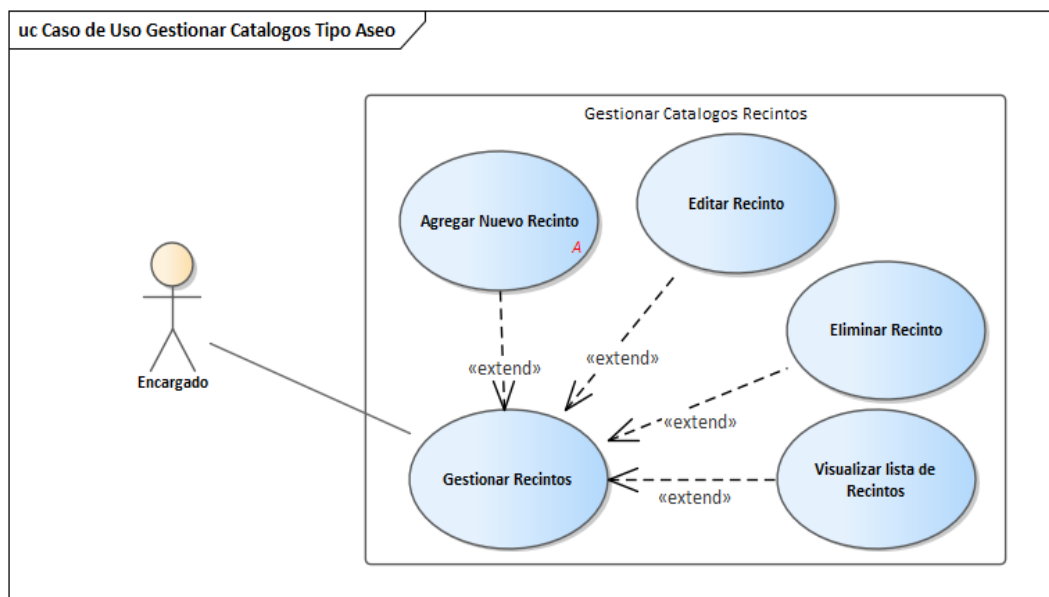 uc Caso de Uso Gestionar Catalogos Tipo Aseo
Gestionar Catalogos Recintos
Agregar Nuevo Recinto
A
Editar Recinto
Eliminar Recinto
Visualizar lista de
Recintos
Gestionar Recintos
Encargado
«extend»
«extend»
«extend»
«extend»